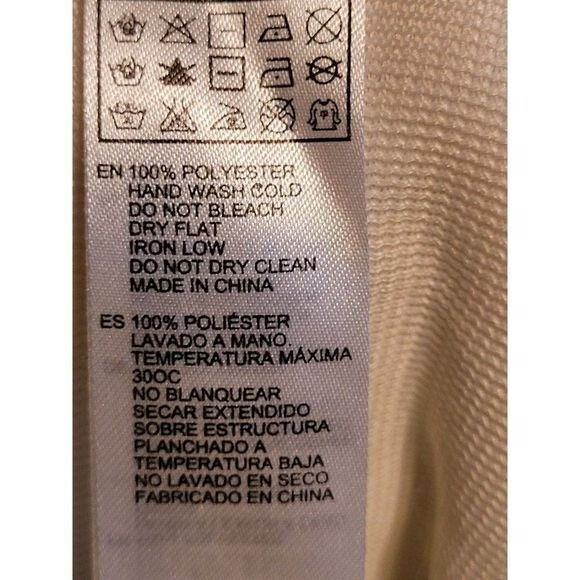 EN 100% POLYESTER
HAND WASH COLD
DO NOT BLEACH
DRY FLAT
IRON LOW
DO NOT DRY CLEAN
MADE IN CHINA
ES 100% POLIÉSTER
LAVADO A MANO.
TEMPERATURA MÁXIMA
30OC
NO BLANQUEAR
SECAR EXTENDIDO
SOBRE ESTRUCTURA
PLANCHADO A
TEMPERATURA BAJA
NO LAVADO EN SECO
FABRICADO EN CHINA